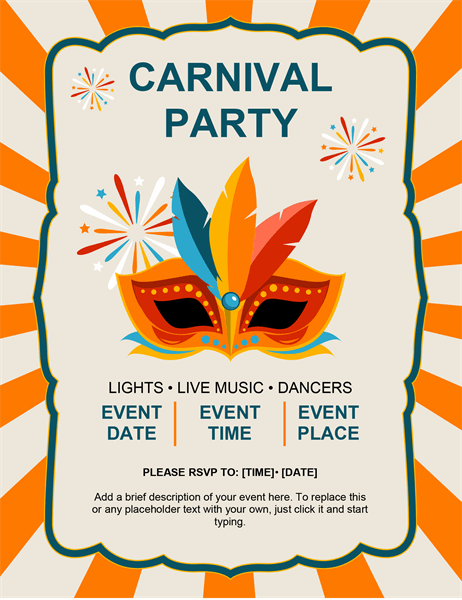 CARNIVAL
PARTY
LIGHTS • LIVE MUSIC • DANCERS
EVENT DATE
EVENT TIME
EVENT PLACE
PLEASE RSVP TO: [TIME]• [DATE]
Add a brief description of your event here. To replace this
or any placeholder text with your own, just click it and start
typing.